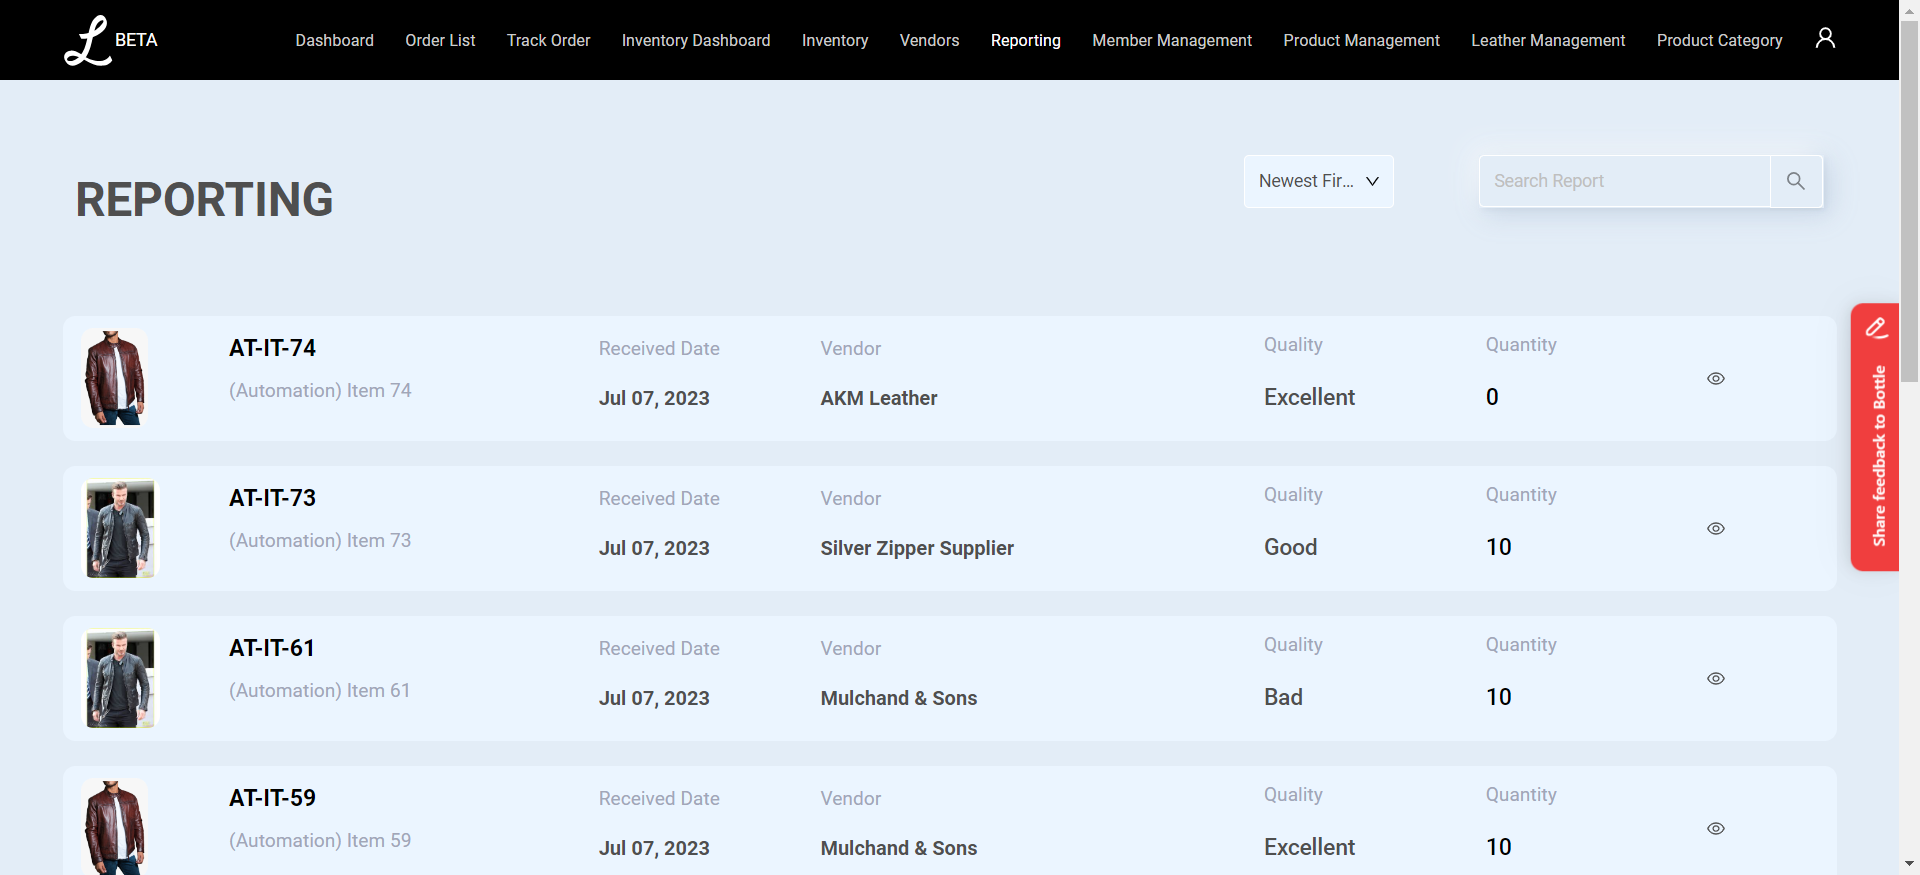 L BETA
Dashboard Order List Track Order Inventory Dashboard Inventory Vendors Reporting Member Management Product Management Leather Management Product Category
REPORTING
Newest Fir...
Search Report
AT-IT-74
(Automation) Item 74
Received Date
Jul 07, 2023
Vendor
AKM Leather
Quality
Excellent
Quantity
0
AT-IT-73
(Automation) Item 73
Received Date
Jul 07, 2023
Vendor
Silver Zipper Supplier
Quality
Good
Quantity
10
AT-IT-61
(Automation) Item 61
Received Date
Jul 07, 2023
Vendor
Mulchand & Sons
Quality
Bad
Quantity
10
AT-IT-59
(Automation) Item 59
Received Date
Jul 07, 2023
Vendor
Mulchand & Sons
Quality
Excellent
Quantity
10
Share feedback to Bottle